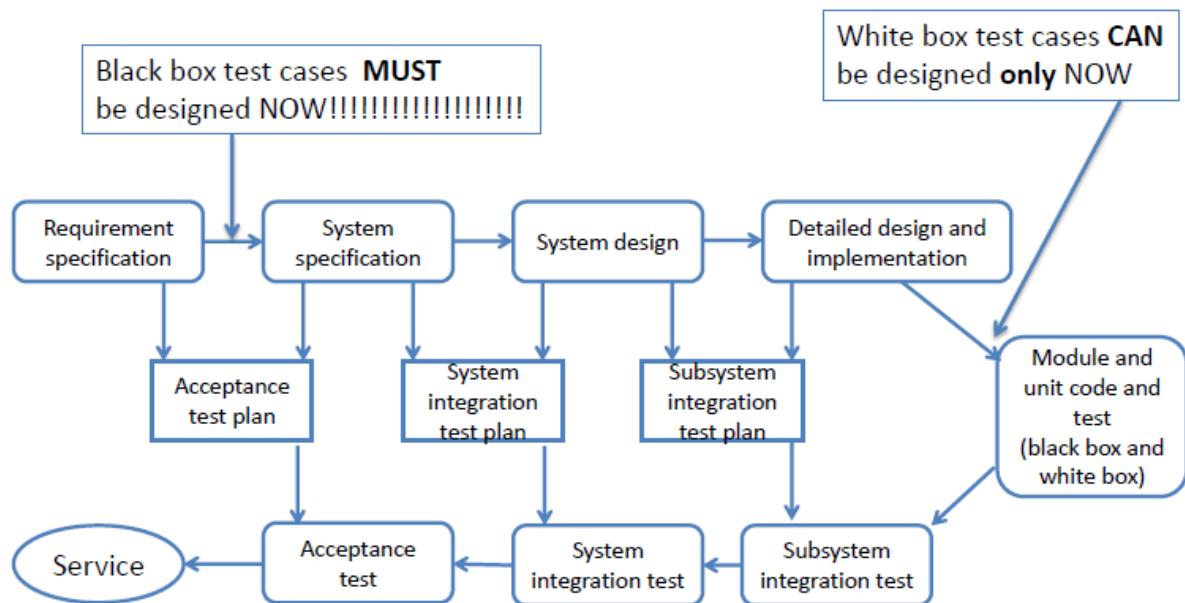 Black box test cases MUST
be designed NOW!!!!!!!!!!!!!!!!!!!
White box test cases CAN
be designed only NOW
Requirement
specification
System
specification
System design
Detailed design and
implementation
Acceptance
test plan
System
integration
test plan
Subsystem
integration
test plan
Module and
unit code and
test
(black box and
white box)
Service
Acceptance
test
System
integration test
Subsystem
integration test